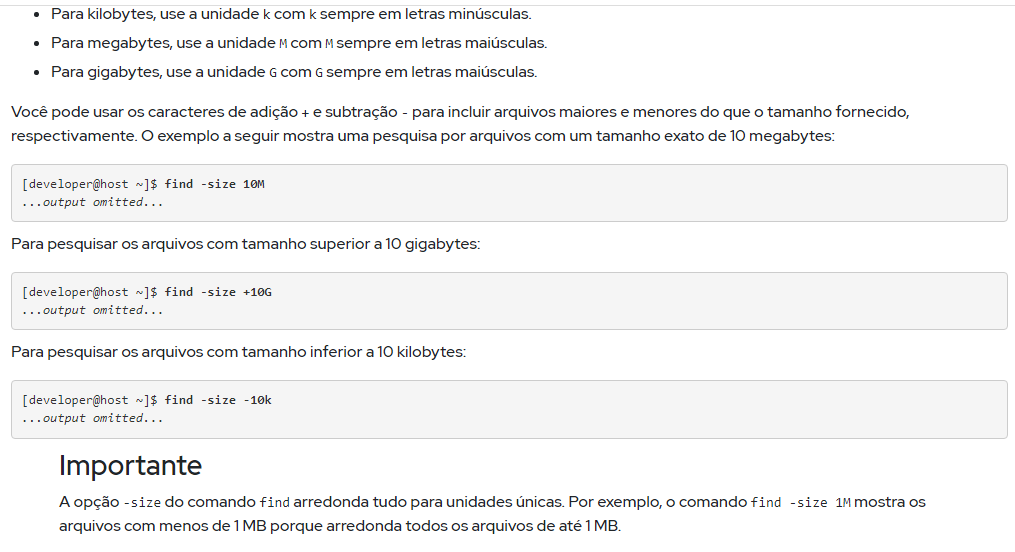 • Para kilobytes, use a unidade k com k sempre em letras minúsculas.
• Para megabytes, use a unidade M com M sempre em letras maiúsculas.
• Para gigabytes, use a unidade G com G sempre em letras maiúsculas.
Você pode usar os caracteres de adição + e subtração - para incluir arquivos maiores e menores do que o tamanho fornecido,
respectivamente. O exemplo a seguir mostra uma pesquisa por arquivos com um tamanho exato de 10 megabytes:
[developer@host ~]$ find -size 10M
...output omitted...
Para pesquisar os arquivos com tamanho superior a 10 gigabytes:
[developer@host ~]$ find -size +10G
...output omitted...
Para pesquisar os arquivos com tamanho inferior a 10 kilobytes:
[developer@host ~]$ find -size -10k
...output omitted...
Importante
A opção -size do comando find arredonda tudo para unidades únicas. Por exemplo, o comando find -size 1M mostra os
arquivos com menos de 1 MB porque arredonda todos os arquivos de até 1 MB.